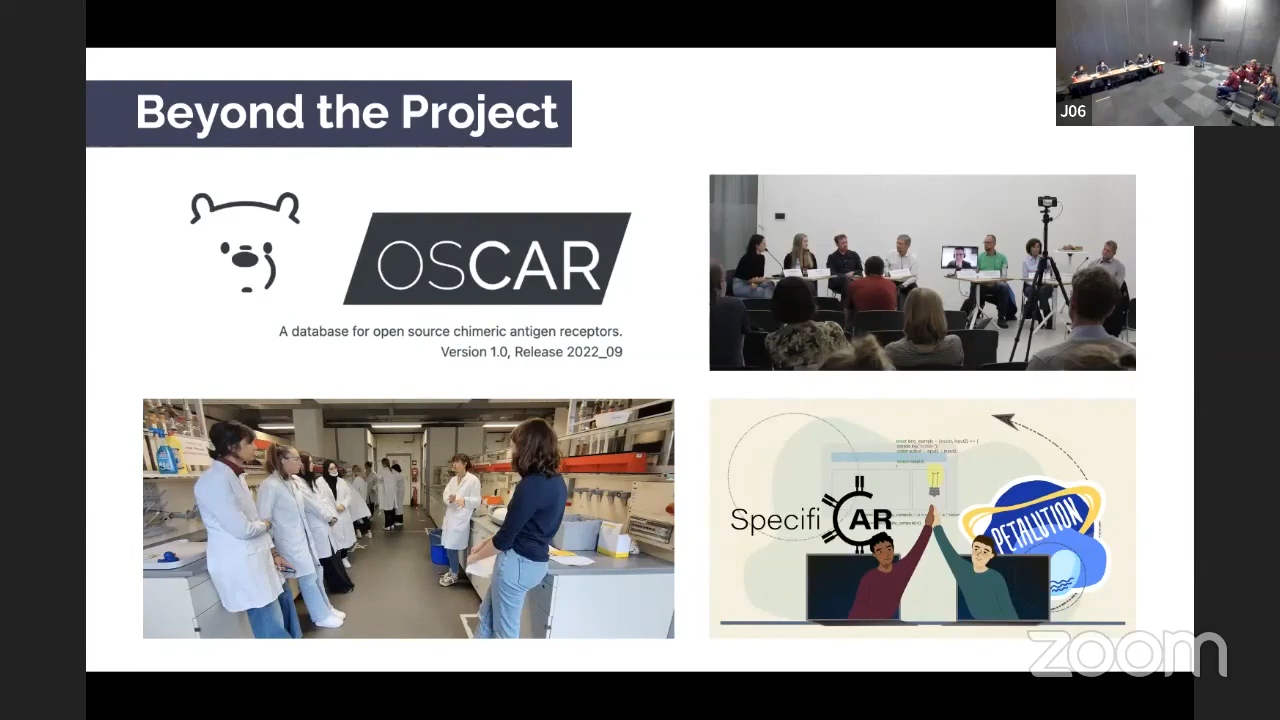 Beyond the Project
J06
OSCAR
A database for open source chimeric antigen receptors.
Version 1.0, Release 2022_09
Specifi
AR
PETALUTION
zoom